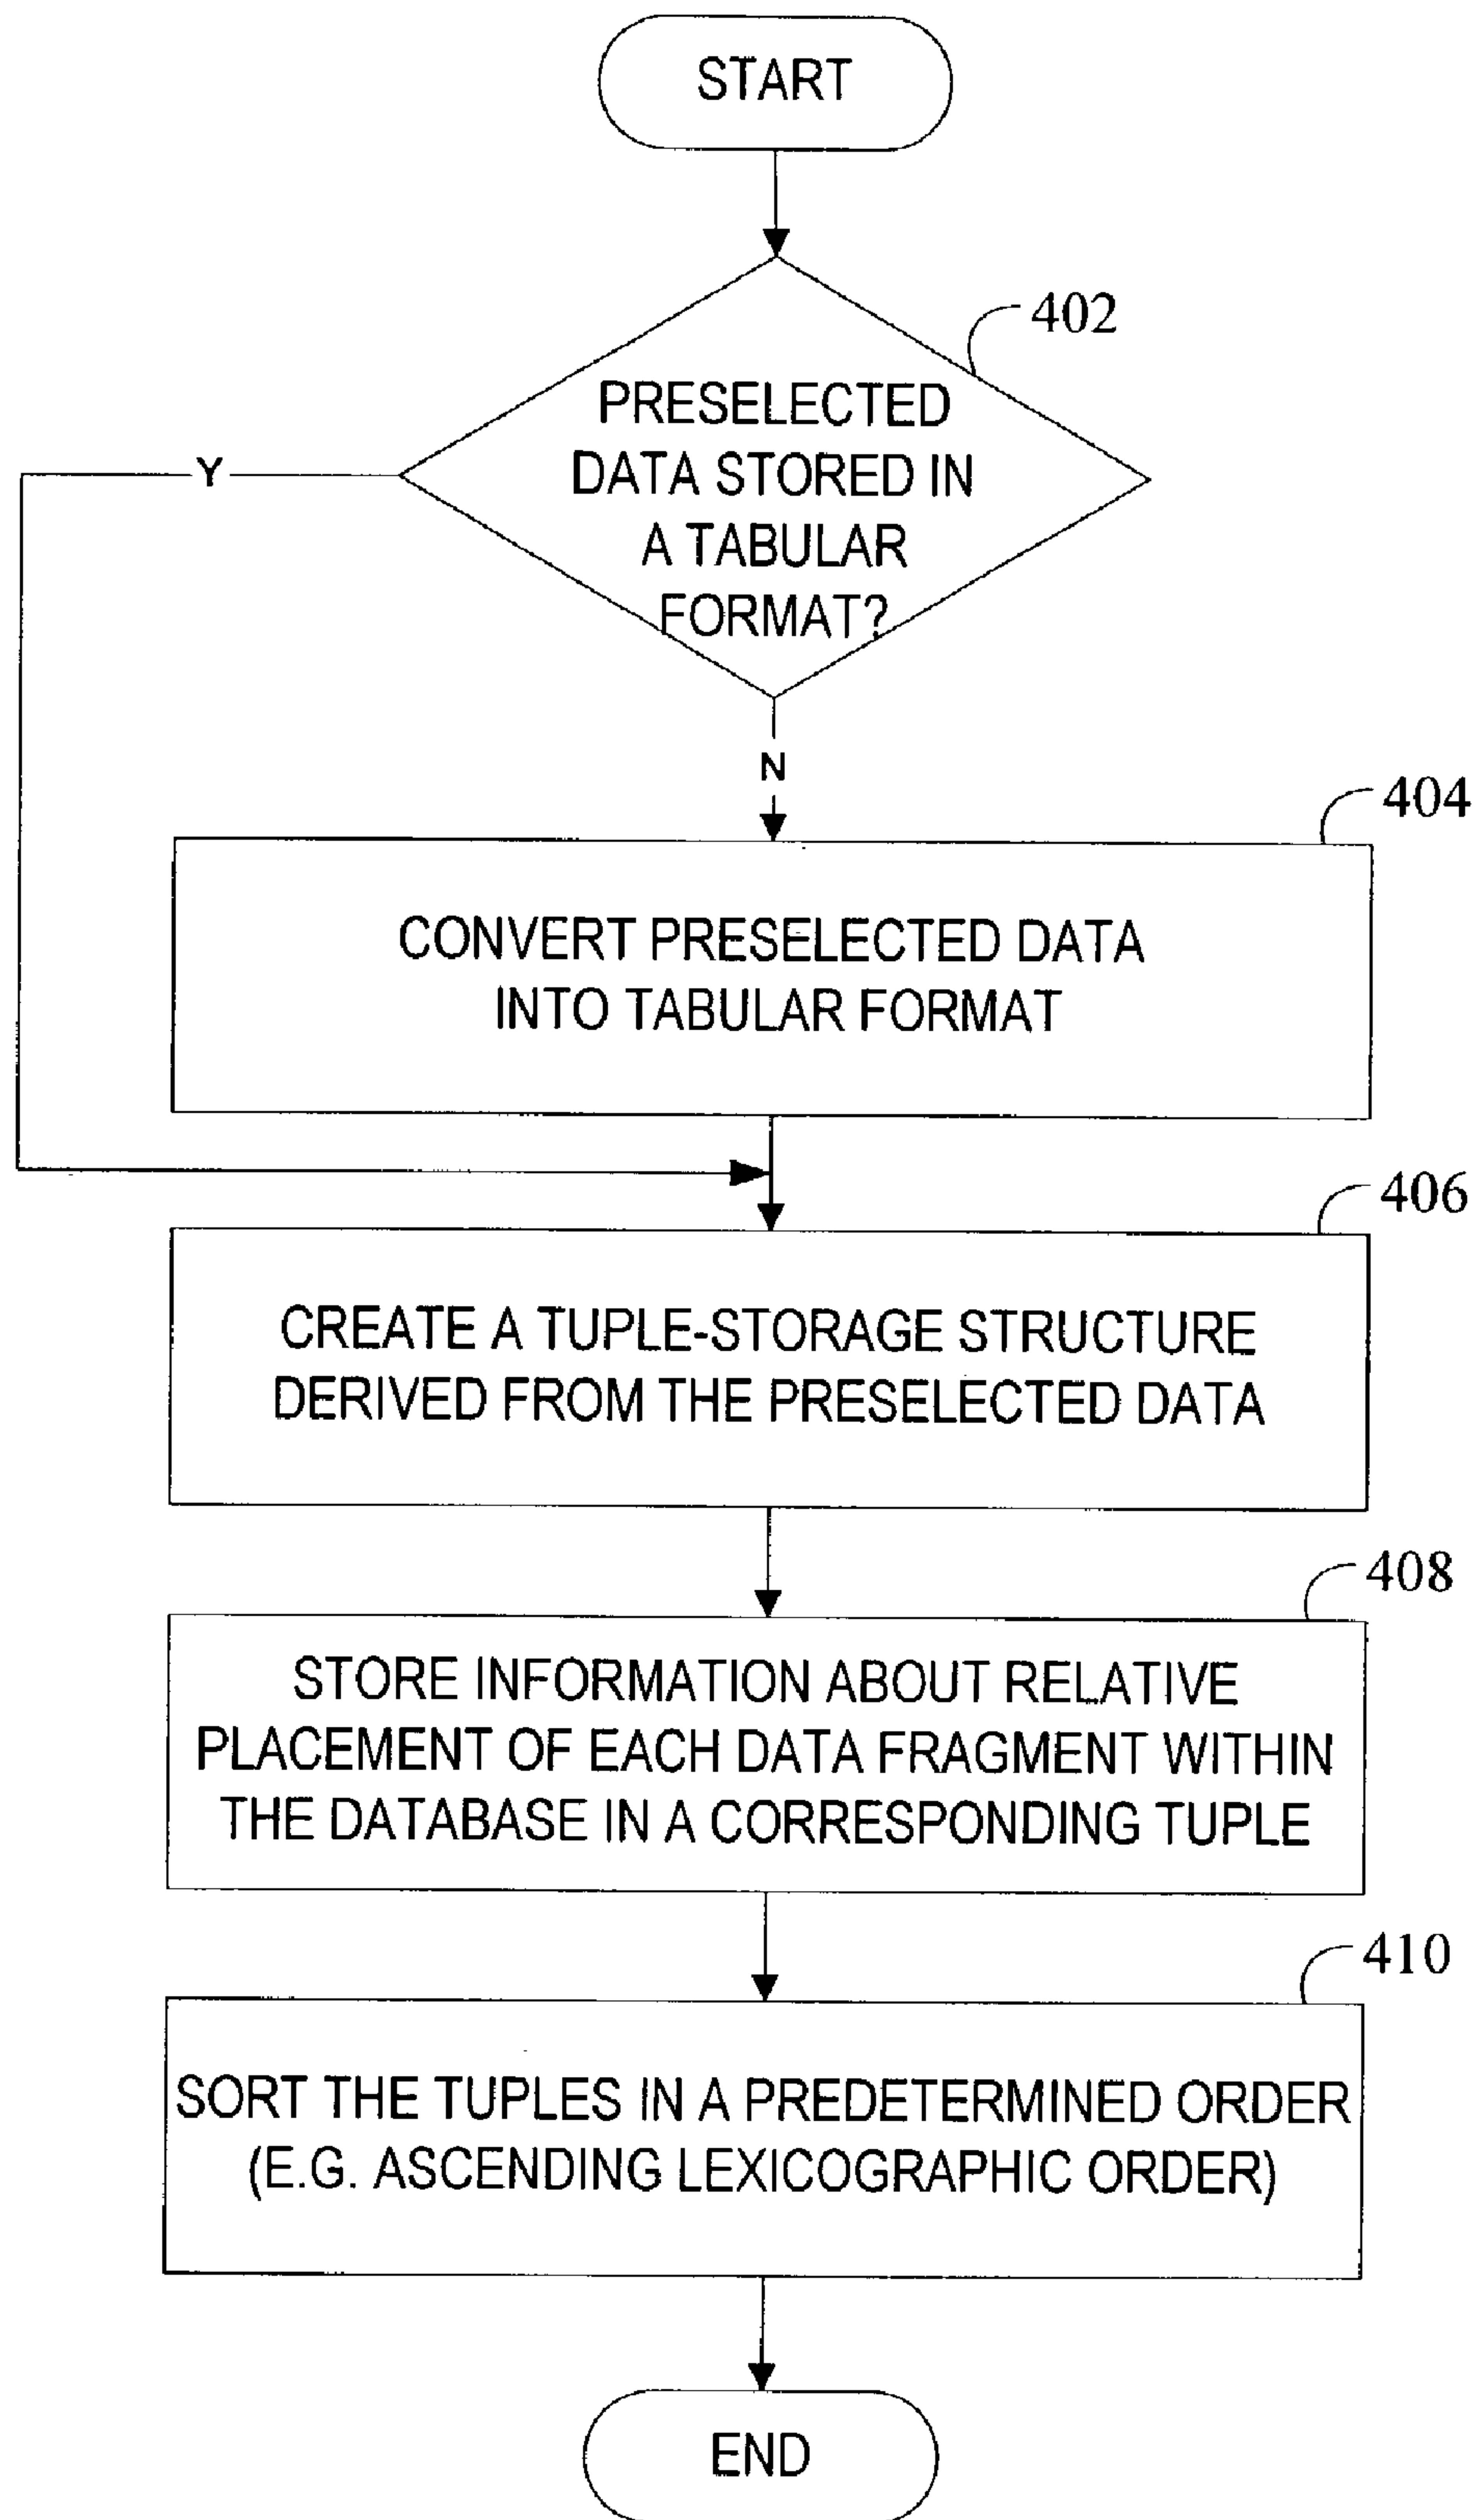 START
402
PRESELECTED
DATA STORED IN
A TABULAR
FORMAT?
Y
N
404
CONVERT PRESELECTED DATA
INTO TABULAR FORMAT
406
CREATE A TUPLE-STORAGE STRUCTURE
DERIVED FROM THE PRESELECTED DATA
408
STORE INFORMATION ABOUT RELATIVE
PLACEMENT OF EACH DATA FRAGMENT WITHIN
THE DATABASE IN A CORRESPONDING TUPLE
410
SORT THE TUPLES IN A PREDETERMINED ORDER
(E.G. ASCENDING LEXICOGRAPHIC ORDER)
END